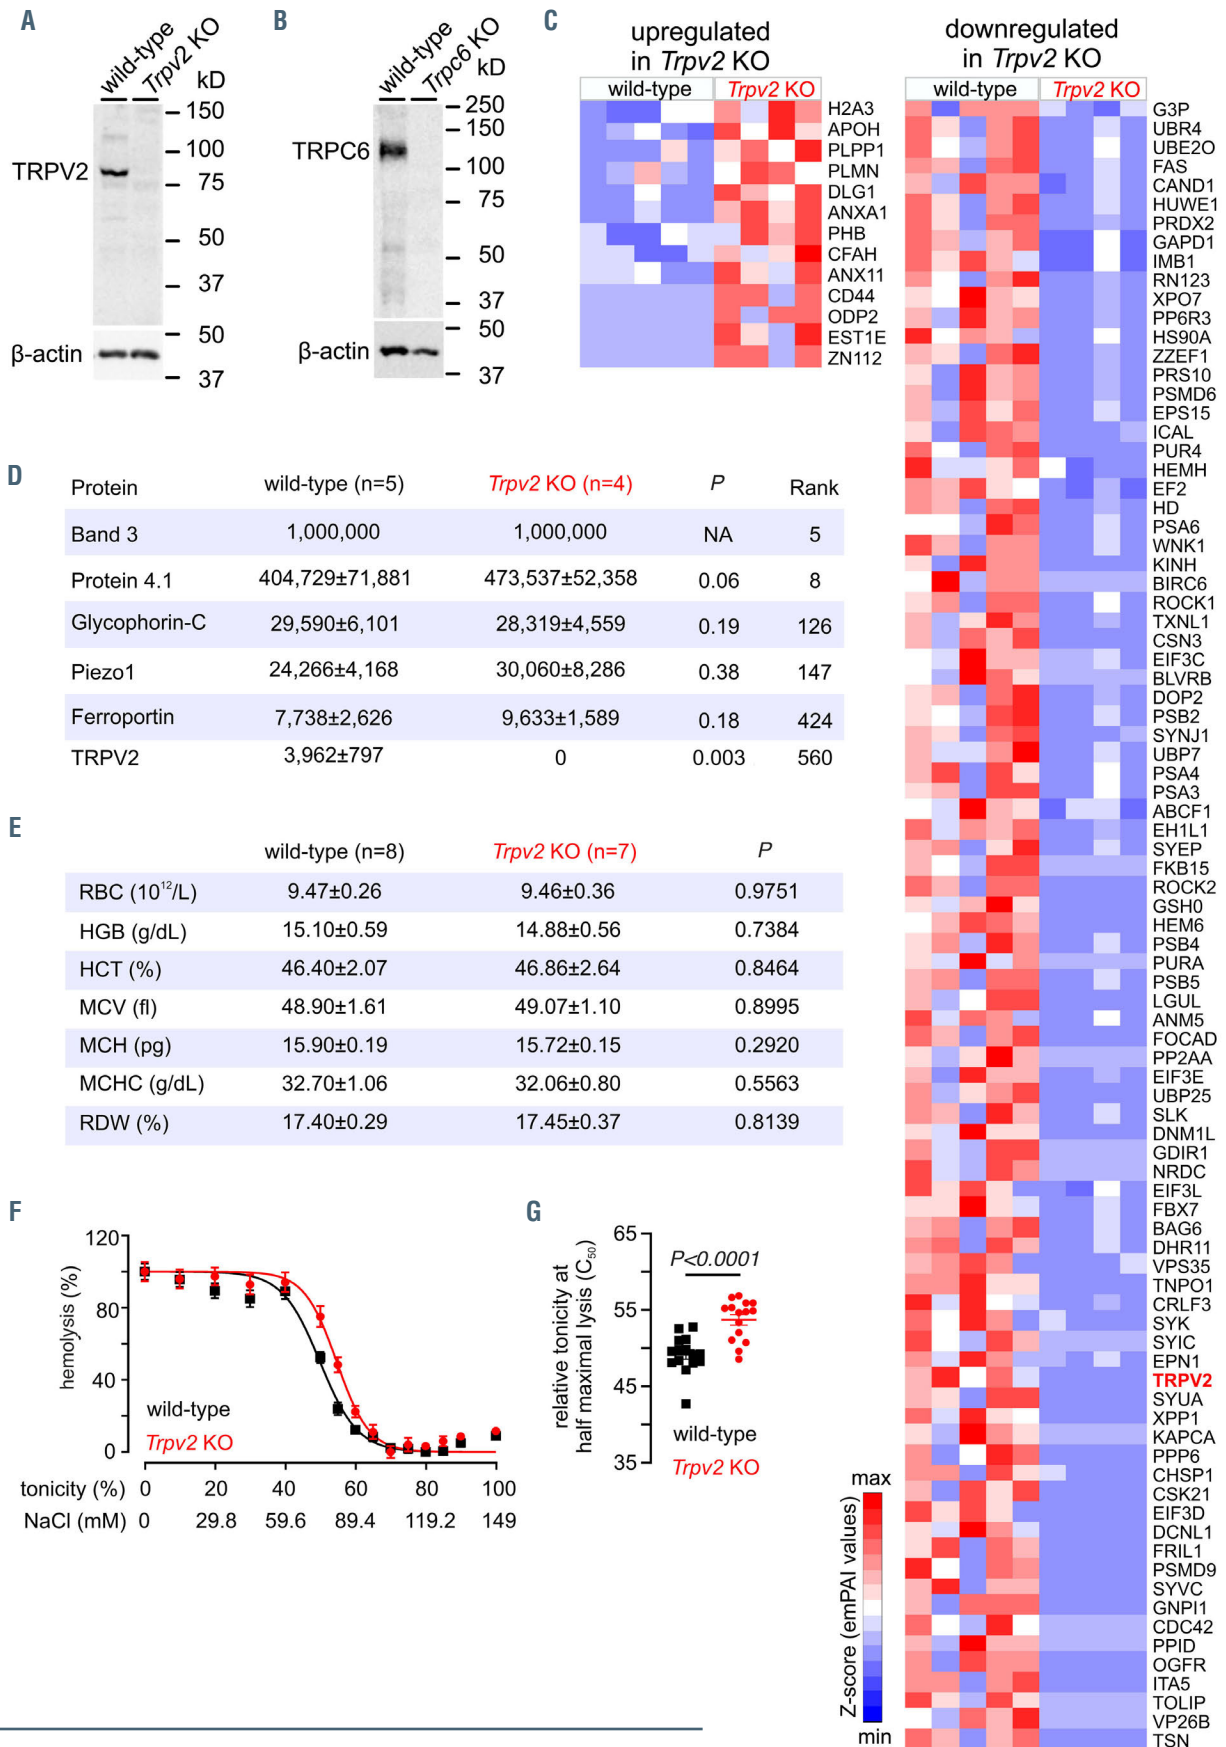 A
wild-type
Trpv2 KO
kD
150
100
75
50
37
50
37
TRPV2
β-actin
B
wild-type
Trpc6 KO
kD
250
150
100
75
50
37
50
37
TRPC6
β-actin
C
upregulated
in Trpv2 KO
wild-type
Trpv2 KO
H2A3
APOH
PLPP1
PLMN
DLG1
ANXA1
PHB
CFAH
ANX11
CD44
ODP2
EST1E
ZN112
downregulated
in Trpv2 KO
wild-type
Trpv2 KO
G3P
UBR4
UBE2O
FAS
CAND1
HUWE1
PRDX2
GAPD1
IMB1
RN123
XPO7
PP6R3
HS90A
ZZEF1
PRS10
PSMD6
EPS15
ICAL
PUR4
HEMH
EF2
HD
PSA6
WNK1
KINH
BIRC6
ROCK1
TXNL1
CSN3
EIF3C
BLVRB
DOP2
PSB2
SYNJ1
UBP7
PSA4
PSA3
ABCF1
EH1L1
SYEP
FKB15
ROCK2
GSH0
HEM6
PSB4
PURA
PSB5
LGUL
ANM5
FOCAD
PP2AA
EIF3E
UBP25
SLK
DNM1L
GDIR1
NRDC
EIF3L
FBX7
BAG6
DHR11
VPS35
TNPO1
CRLF3
SYK
SYIC
EPN1
TRPV2
SYUA
XPP1
KAPCA
PPP6
CHSP1
CSK21
EIF3D
DCNL1
FRIL1
PSMD9
SYVC
GNPI1
CDC42
PPID
OGFR
ITA5
TOLIP
VP26B
TSN
max
Z-score (emPAI values)
min
D
Protein wild-type (n=5) Trpv2 KO (n=4) P Rank
Band 3 1,000,000 1,000,000 NA 5
Protein 4.1 404,729±71,881 473,537±52,358 0.06 8
Glycophorin-C 29,590±6,101 28,319±4,559 0.19 126
Piezo1 24,266±4,168 30,060±8,286 0.38 147
Ferroportin 7,738±2,626 9,633±1,589 0.18 424
TRPV2 3,962±797 0 0.003 560
E
wild-type (n=8) Trpv2 KO (n=7) P
RBC (10¹²/L) 9.47±0.26 9.46±0.36 0.9751
HGB (g/dL) 15.10±0.59 14.88±0.56 0.7384
HCT (%) 46.40±2.07 46.86±2.64 0.8464
MCV (fl) 48.90±1.61 49.07±1.10 0.8995
MCH (pg) 15.90±0.19 15.72±0.15 0.2920
MCHC (g/dL) 32.70±1.06 32.06±0.80 0.5563
RDW (%) 17.40±0.29 17.45±0.37 0.8139
F
hemolysis (%)
120
80
40
0
wild-type
Trpv2 KO
tonicity (%) 0 20 40 60 80 100
NaCl (mM) 0 29.8 59.6 89.4 119.2 149
G
relative tonicity at
half maximal lysis (C₅₀)
65
55
45
35
P<0.0001
wild-type
Trpv2 KO